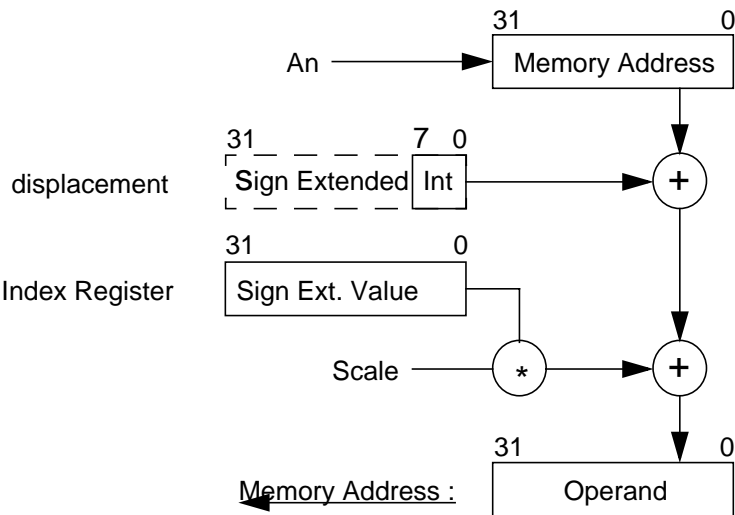 31 0
An Memory Address
31 7 0
displacement Sign Extended Int
+
31 0
Index Register Sign Ext. Value
Scale * +
31 0
Memory Address : Operand